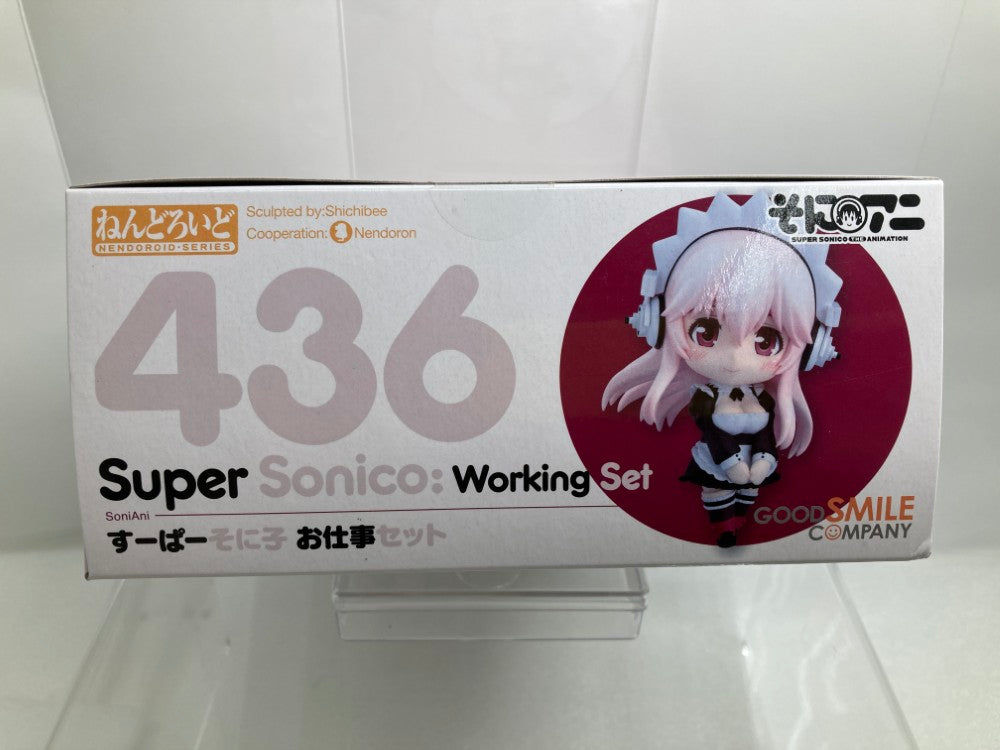 ねんどろいど
NENDOROID・SERIES
Sculpted by:Shichibee
Cooperation: Nendoron
436
そに アニ
SUPER SONICO THE ANIMATION
Super Sonico: Working Set
SoniAni
すーぱーそに子 お仕事セット
GOOD SMILE
COMPANY